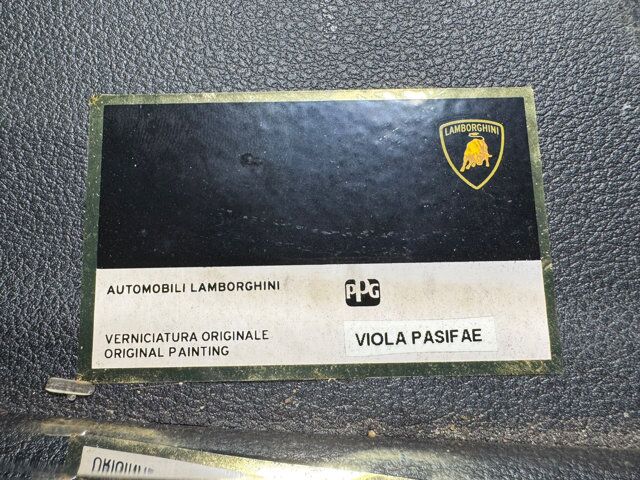 LAMBORGHINI
AUTOMOBILI LAMBORGHINI
PPG
VERNICIATURA ORIGINALE
ORIGINAL PAINTING
VIOLA PASIFAE